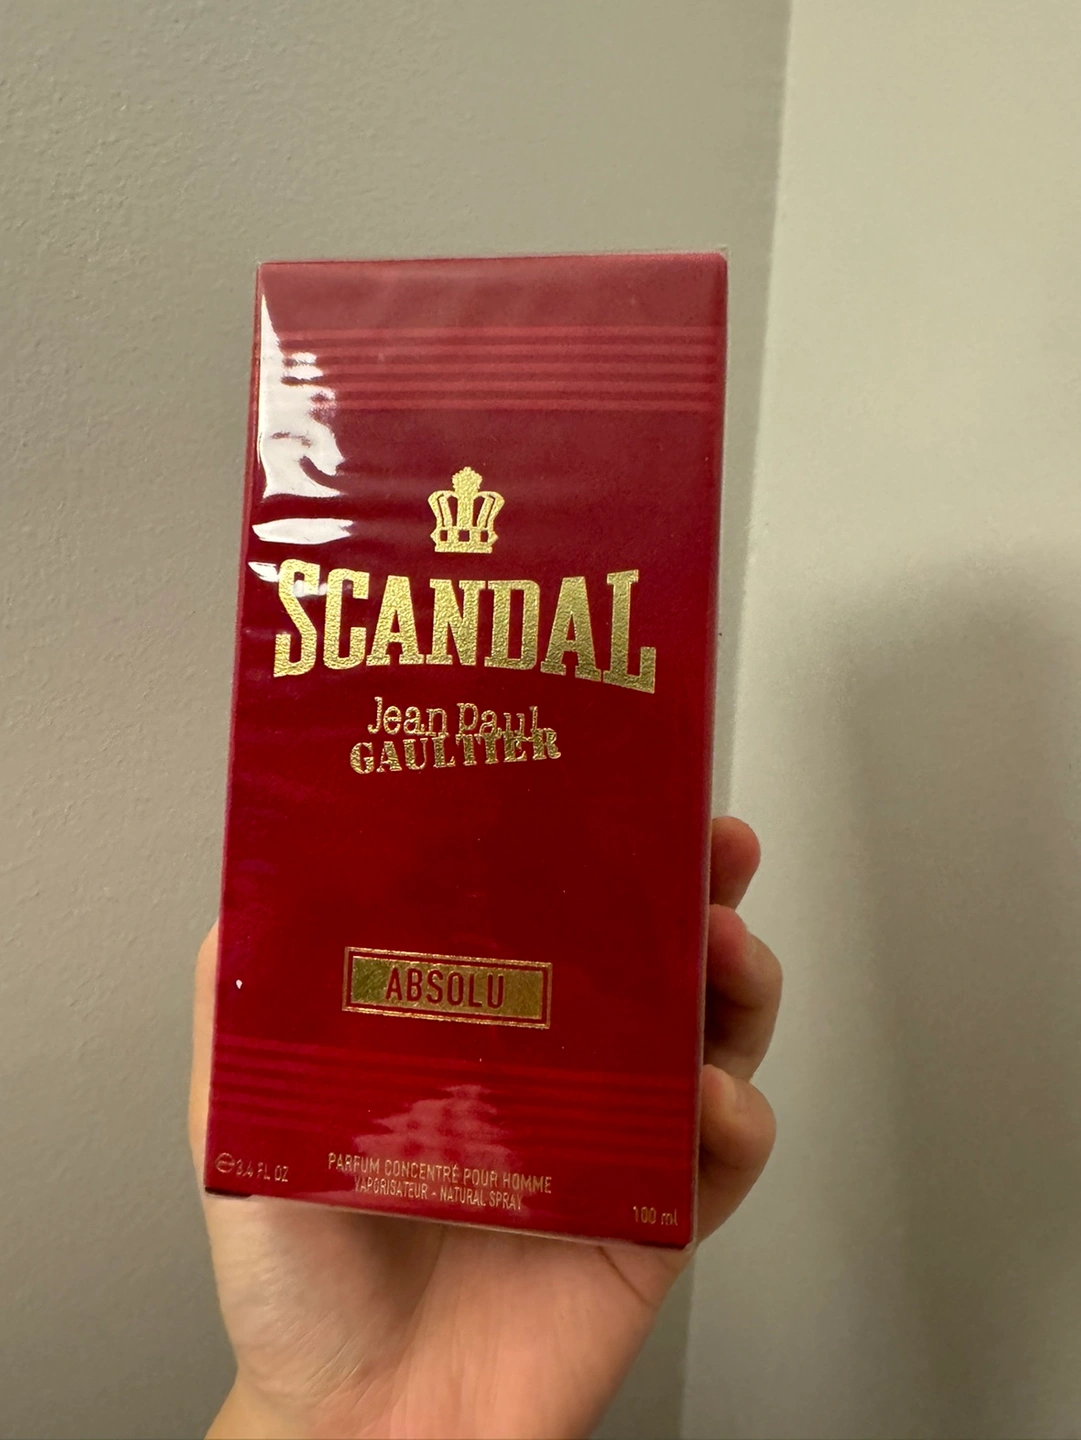 SCANDAL
Jean Paul
GAULTIER
ABSOLU
℮ 3.4 FL OZ
PARFUM CONCENTRÉ POUR HOMME
VAPORISATEUR - NATURAL SPRAY
100 ml